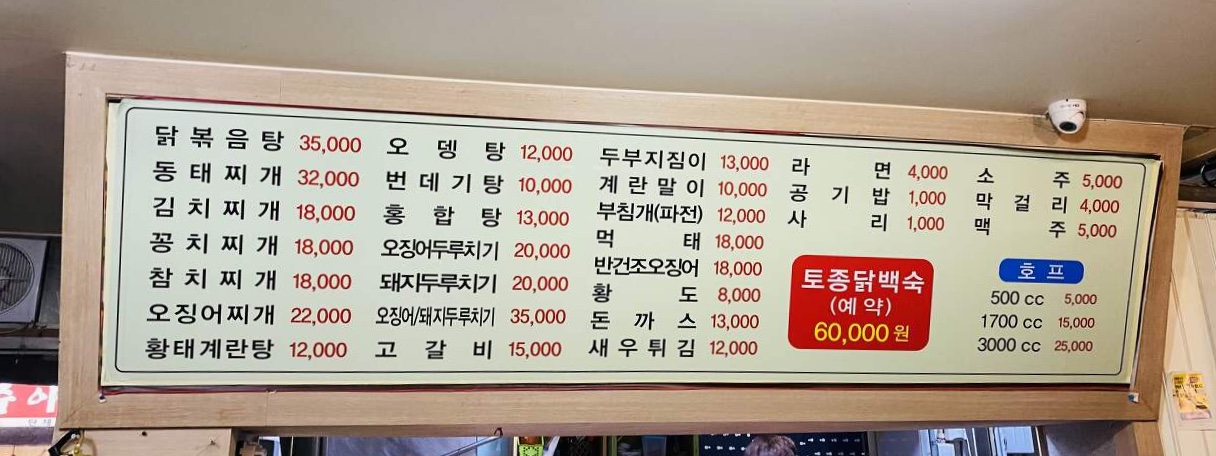 닭볶음탕 35,000
동태찌개 32,000
김치찌개 18,000
꽁치찌개 18,000
참치찌개 18,000
오징어찌개 22,000
황태계란탕 12,000
오뎅탕 12,000
번데기탕 10,000
홍합탕 13,000
오징어두루치기 20,000
돼지두루치기 20,000
오징어/돼지두루치기 35,000
고갈비 15,000
두부지짐이 13,000
계란말이 10,000
부침개(파전) 12,000
먹태 18,000
반건조오징어 18,000
황도 8,000
돈까스 13,000
새우튀김 12,000
라면 4,000
공기밥 1,000
사리 1,000
토종닭백숙
(예약)
60,000원
소주 5,000
막걸리 4,000
맥주 5,000
호프
500 cc 5,000
1700 cc 15,000
3000 cc 25,000